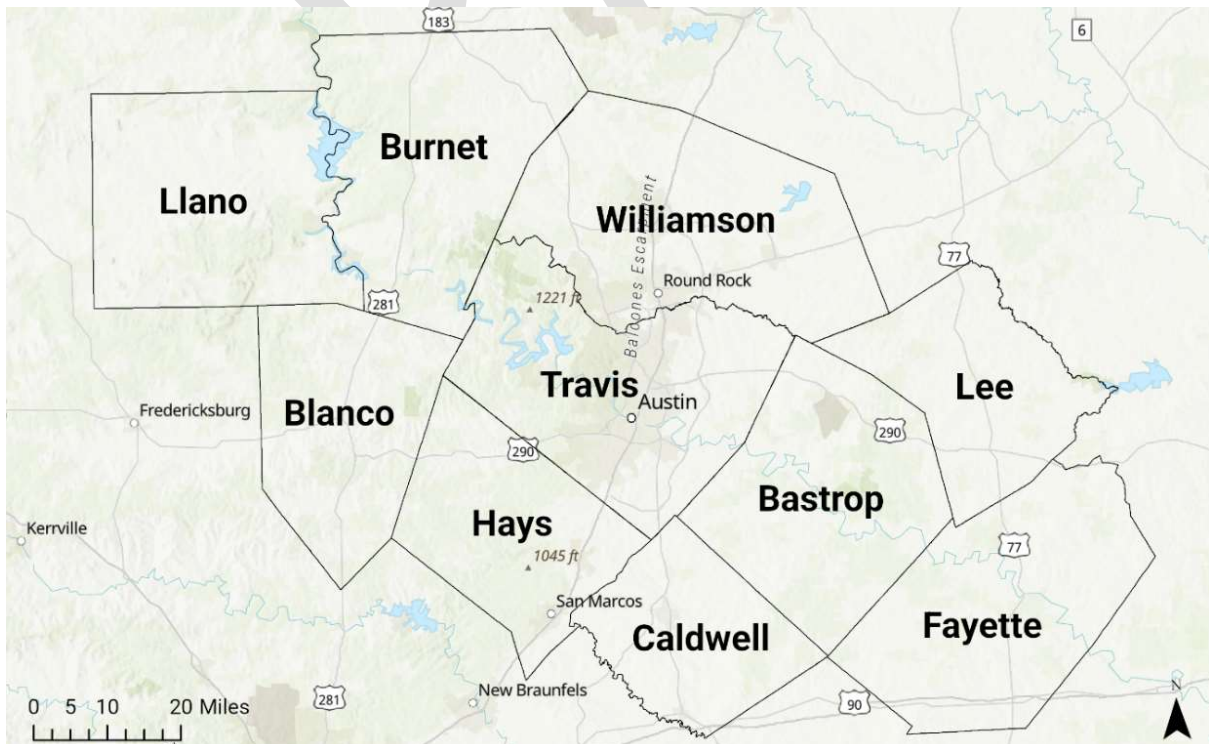 183
6
Burnet
Llano
Williamson
Balcones Escarpment
77
Round Rock
1221 ft
281
Travis
Lee
Austin
Blanco
Fredericksburg
290
290
Bastrop
Hays
Kerrville
1045 ft
77
San Marcos
Fayette
Caldwell
New Braunfels
281
90
N
0 5 10 20 Miles